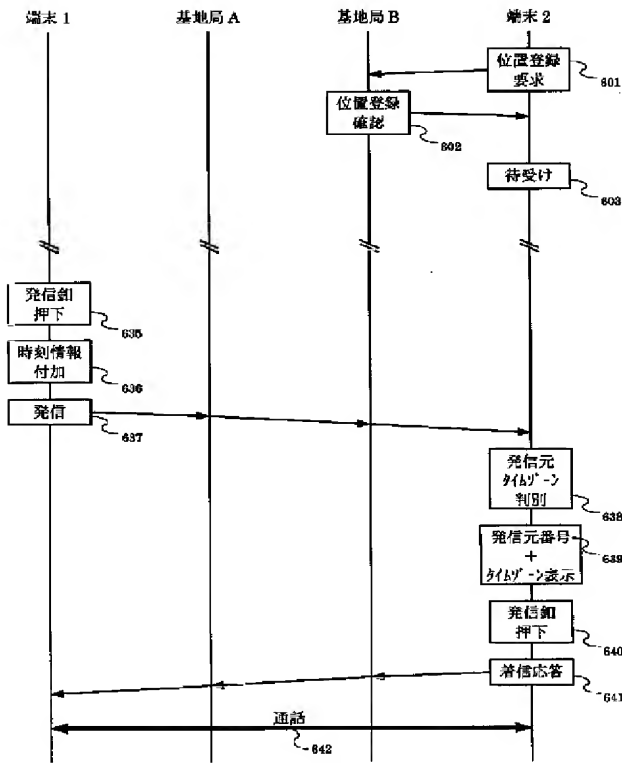 端末1 基地局A 基地局B 端末2
位置登録
要求
601
位置登録
確認
602
待受け
603
発信釦
押下
635
時刻情報
付加
636
発信
637
発信元
ﾀｲﾑｿﾞｰﾝ
判別
638
発信元番号
+
ﾀｲﾑｿﾞｰﾝ表示
639
発信釦
押下
640
着信応答
641
通話
642